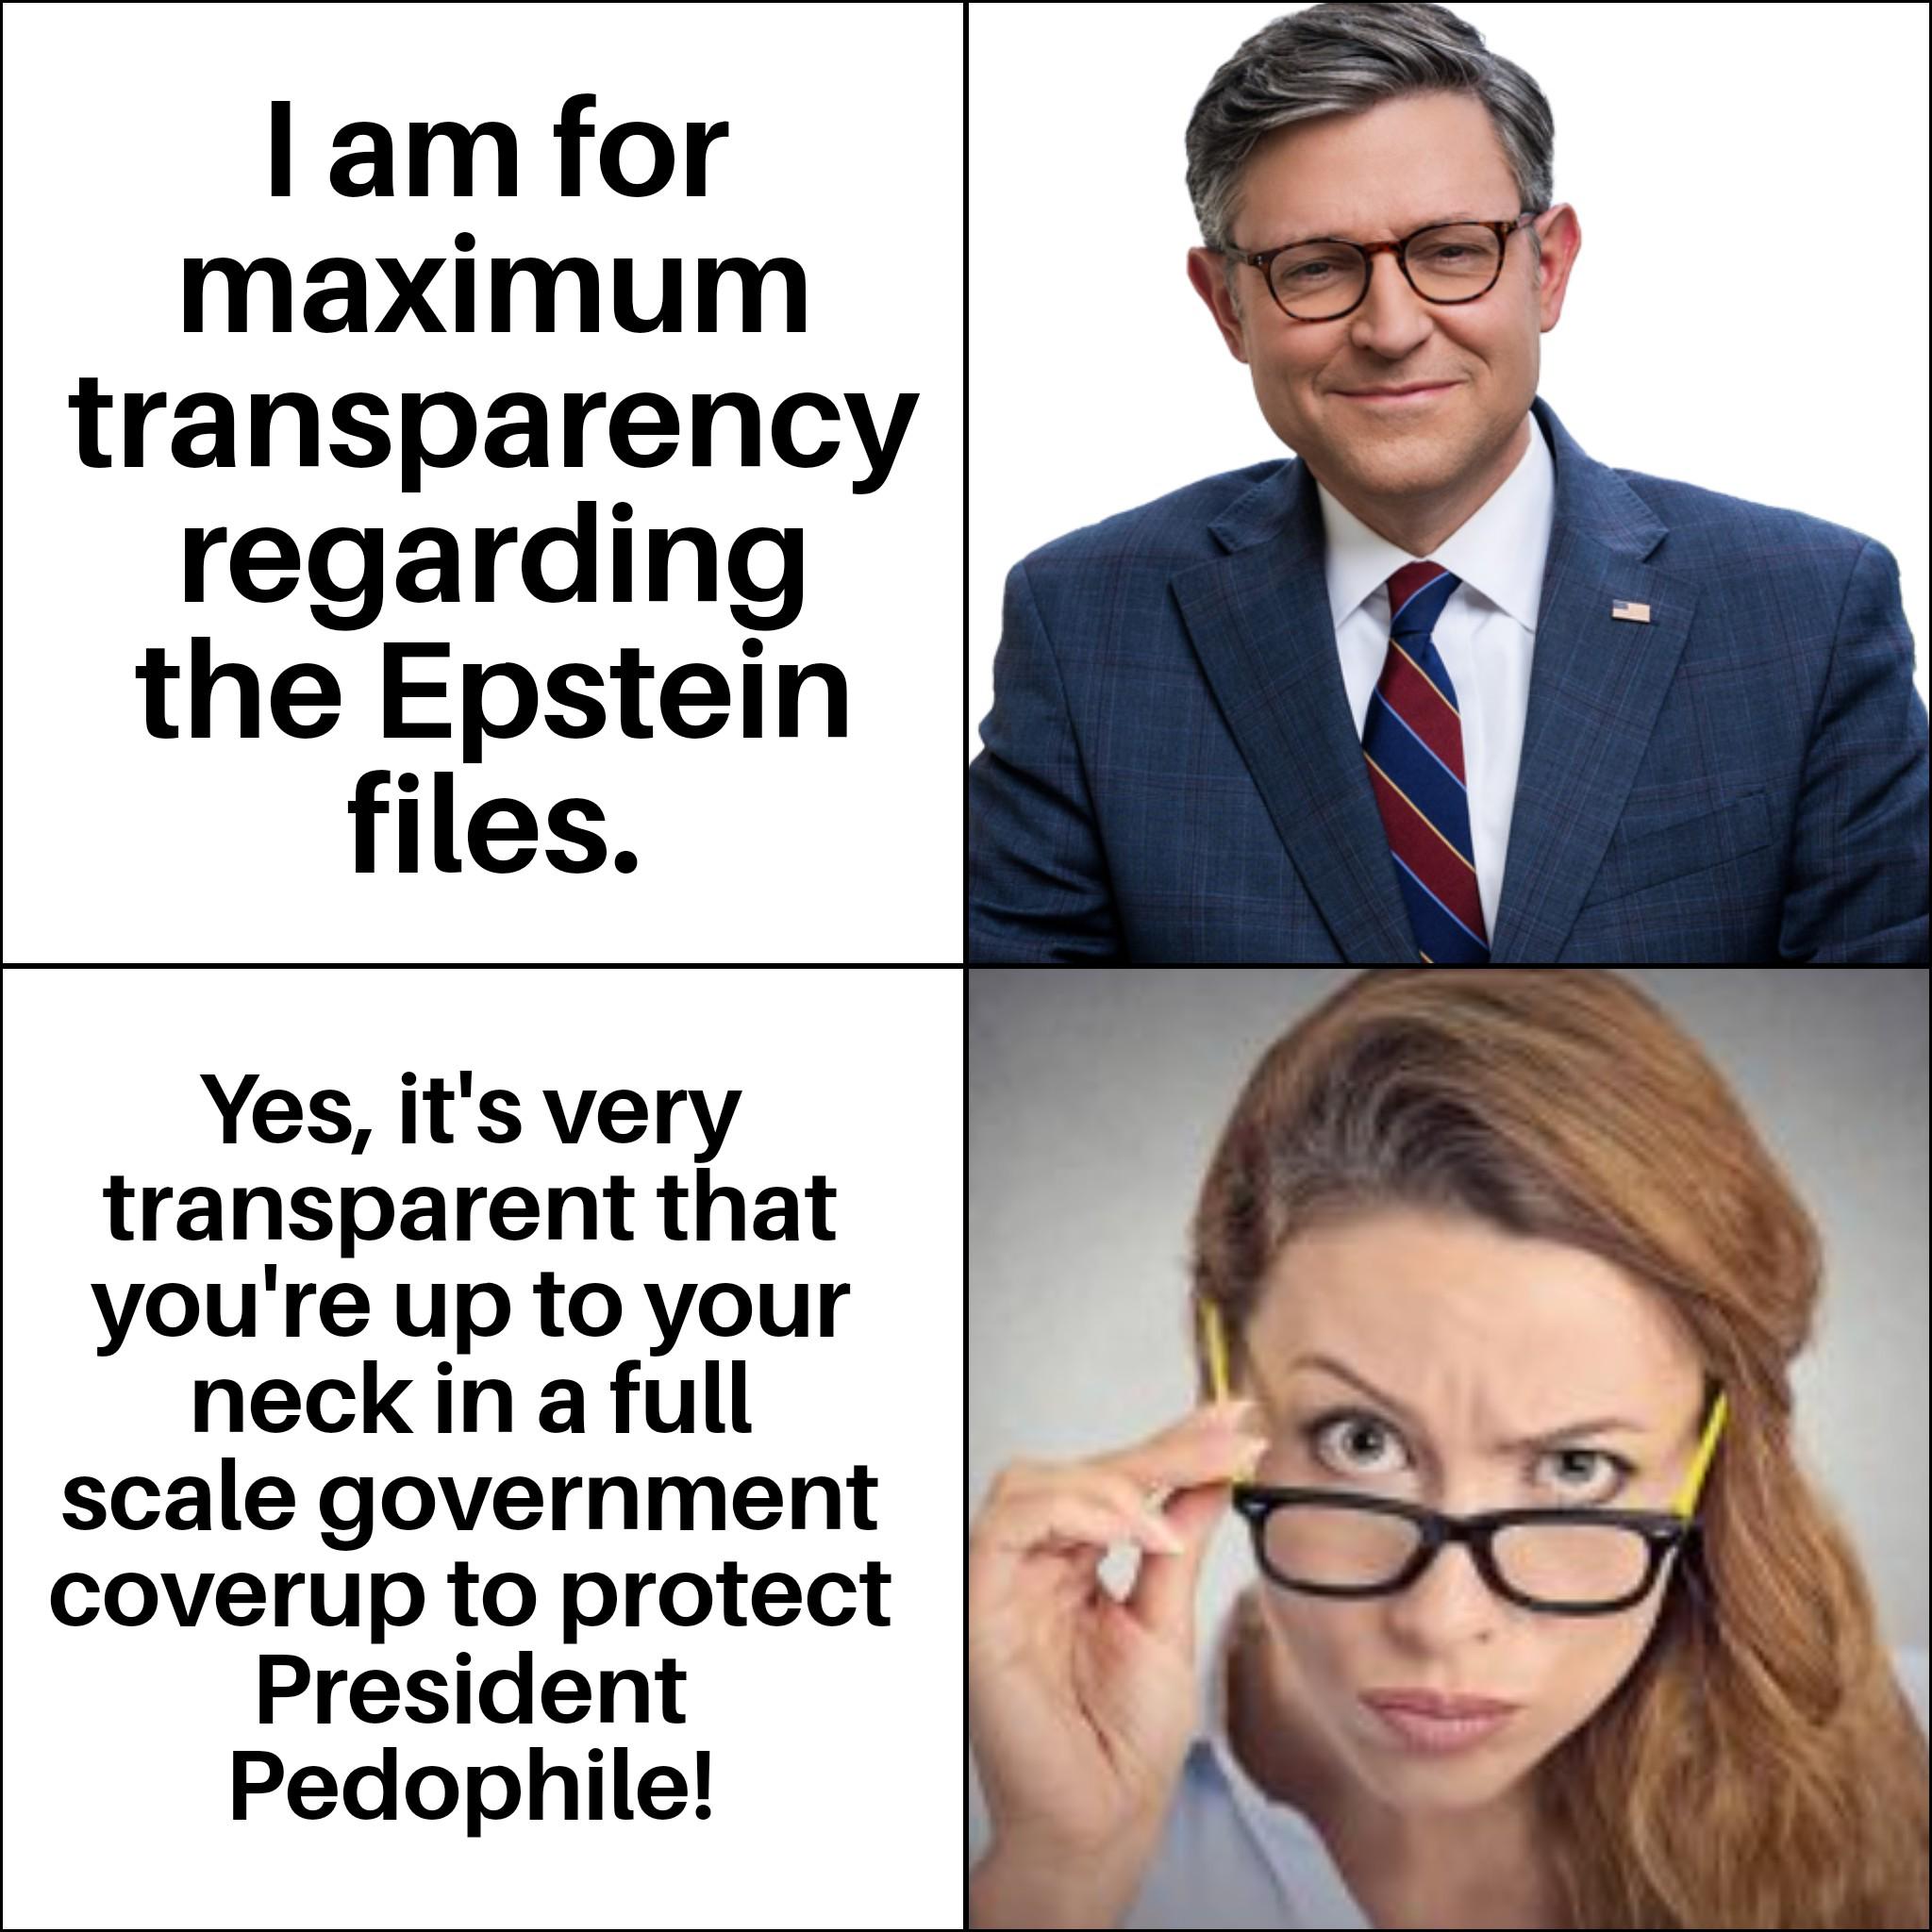 I am for
maximum
transparency
regarding
the Epstein
files.
Yes, it's very
transparent that
you're up to your
neck in a full
scale government
coverup to protect
President
Pedophile!